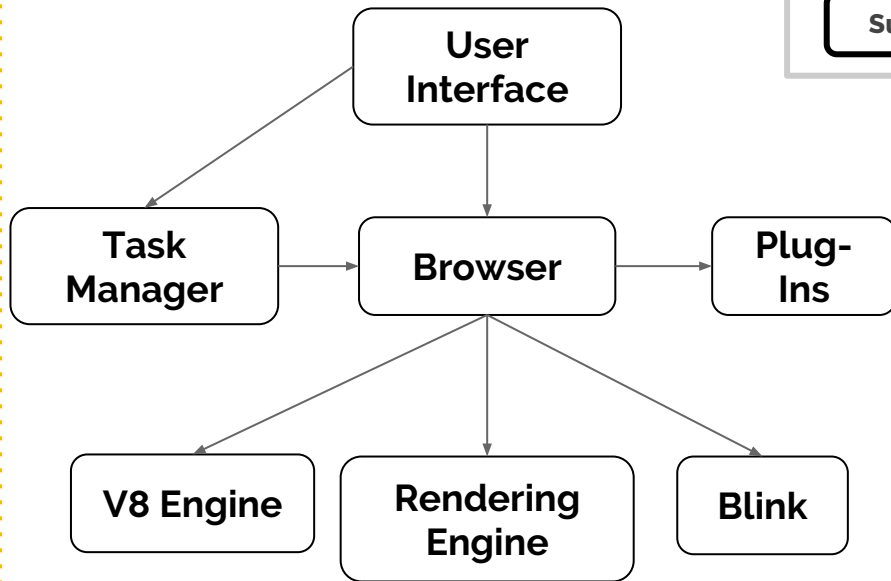 User
Interface
Task
Manager
Browser
Plug-
Ins
V8 Engine
Rendering
Engine
Blink